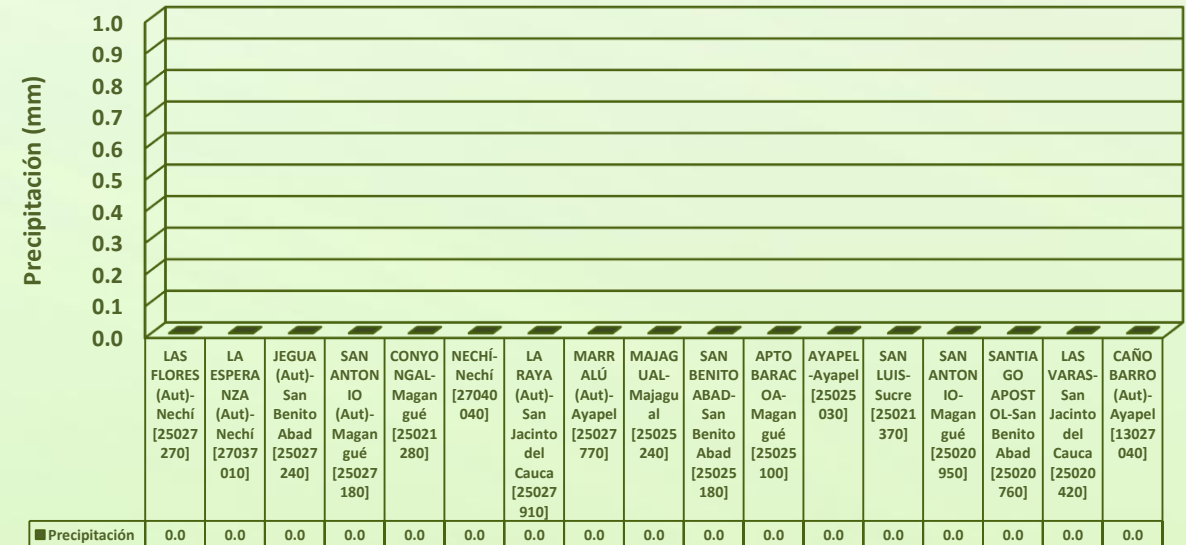 Precipitación (mm)
1.0
0.9
0.8
0.7
0.6
0.5
0.4
0.3
0.2
0.1
0.0
LAS
FLORES
(Aut)-
Nechí
[25027
270]
LA
ESPERA
NZA
(Aut)-
Nechí
[27037
010]
JEGUA
(Aut)-
San
Benito
Abad
[25027
240]
SAN
ANTON
IO
(Aut)-
Magan
gué
[25027
180]
CONYO
NGAL-
Magan
gué
[25021
280]
NECHÍ-
Nechí
[27040
040]
LA
RAYA
(Aut)-
San
Jacinto
del
Cauca
[25027
910]
MARR
ALÚ
(Aut)-
Ayapel
[25027
770]
MAJAG
UAL-
Majagu
al
[25025
240]
SAN
BENITO
ABAD-
San
Benito
Abad
[25025
180]
APTO
BARAC
OA-
Magan
gué
[25025
100]
AYAPEL
-Ayapel
[25025
030]
SAN
LUIS-
Sucre
[25021
370]
SAN
ANTON
IO-
Magan
gué
[25020
950]
SANTIA
GO
APOST
OL-San
Benito
Abad
[25020
760]
LAS
VARAS-
San
Jacinto
del
Cauca
[25020
420]
CAÑO
BARRO
(Aut)-
Ayapel
[13027
040]
Precipitación 0.0 0.0 0.0 0.0 0.0 0.0 0.0 0.0 0.0 0.0 0.0 0.0 0.0 0.0 0.0 0.0 0.0